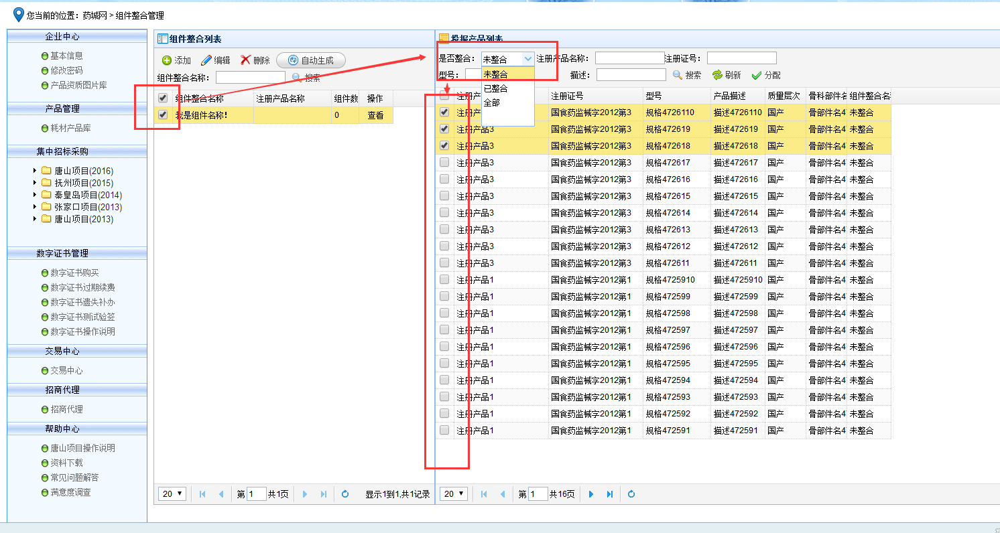 您当前的位置：药城网 > 组件整合管理
企业中心
基本信息
修改密码
产品资质图片库
产品管理
耗材产品库
集中招标采购
唐山项目(2016)
抚州项目(2015)
秦皇岛项目(2014)
张家口项目(2013)
唐山项目(2013)
数字证书管理
数字证书购买
数字证书过期续费
数字证书遗失补办
数字证书测试验签
数字证书操作说明
交易中心
交易中心
招商代理
招商代理
帮助中心
唐山项目操作说明
资料下载
常见问题解答
满意度调查
组件整合列表
添加 编辑 删除 自动生成
组件整合名称： 搜索
组件整合名称 注册产品名称 组件数 操作
我是组件名称！ 0 查看
20 第 1 共1页 显示1到1,共1记录
投报产品列表
是否整合： 未整合 注册产品名称： 注册证号：
型号： 描述： 搜索 刷新 分配
未整合
已整合
全部
注册产 注册证号 型号 产品描述 质量层次 骨科部件名 组件整合名
国食药监械字2012第3 规格4726110 描述4726110 国产 骨部件名4 未整合
注册产品3 国食药监械字2012第3 规格472619 描述472619 国产 骨部件名4 未整合
注册产品3 国食药监械字2012第3 规格472618 描述472618 国产 骨部件名4 未整合
注册产品3 国食药监械字2012第3 规格472617 描述472617 国产 骨部件名4 未整合
注册产品3 国食药监械字2012第3 规格472616 描述472616 国产 骨部件名4 未整合
注册产品3 国食药监械字2012第3 规格472615 描述472615 国产 骨部件名4 未整合
注册产品3 国食药监械字2012第3 规格472614 描述472614 国产 骨部件名4 未整合
注册产品3 国食药监械字2012第3 规格472613 描述472613 国产 骨部件名4 未整合
注册产品3 国食药监械字2012第3 规格472612 描述472612 国产 骨部件名4 未整合
注册产品3 国食药监械字2012第3 规格472611 描述472611 国产 骨部件名4 未整合
注册产品1 国食药监械字2012第1 规格4725910 描述4725910 国产 骨部件名4 未整合
注册产品1 国食药监械字2012第1 规格472599 描述472599 国产 骨部件名4 未整合
注册产品1 国食药监械字2012第1 规格472598 描述472598 国产 骨部件名4 未整合
注册产品1 国食药监械字2012第1 规格472597 描述472597 国产 骨部件名4 未整合
注册产品1 国食药监械字2012第1 规格472596 描述472596 国产 骨部件名4 未整合
注册产品1 国食药监械字2012第1 规格472595 描述472595 国产 骨部件名4 未整合
注册产品1 国食药监械字2012第1 规格472594 描述472594 国产 骨部件名4 未整合
注册产品1 国食药监械字2012第1 规格472593 描述472593 国产 骨部件名4 未整合
注册产品1 国食药监械字2012第1 规格472592 描述472592 国产 骨部件名4 未整合
注册产品1 国食药监械字2012第1 规格472591 描述472591 国产 骨部件名4 未整合
20 第 1 共16页